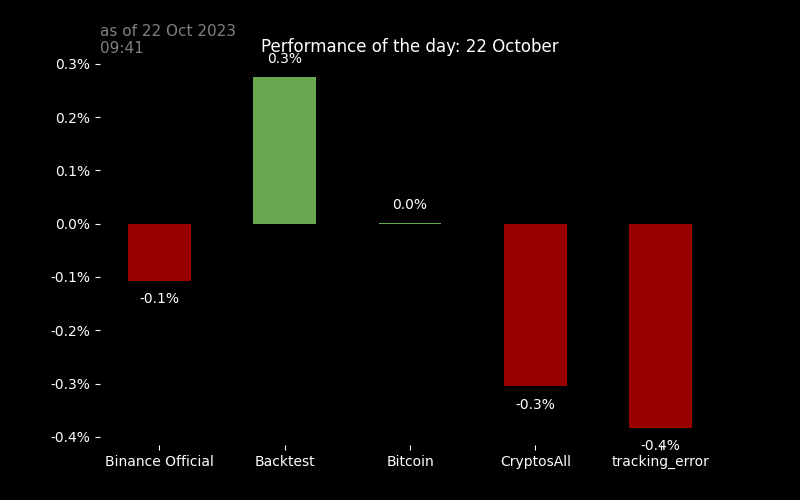 as of 22 Oct 2023
09:41
Performance of the day: 22 October
0.3%
0.2%
0.1%
0.0%
-0.1%
-0.2%
-0.3%
-0.4%
-0.1%
0.3%
0.0%
-0.3%
-0.4%
Binance Official
Backtest
Bitcoin
CryptosAll
tracking_error